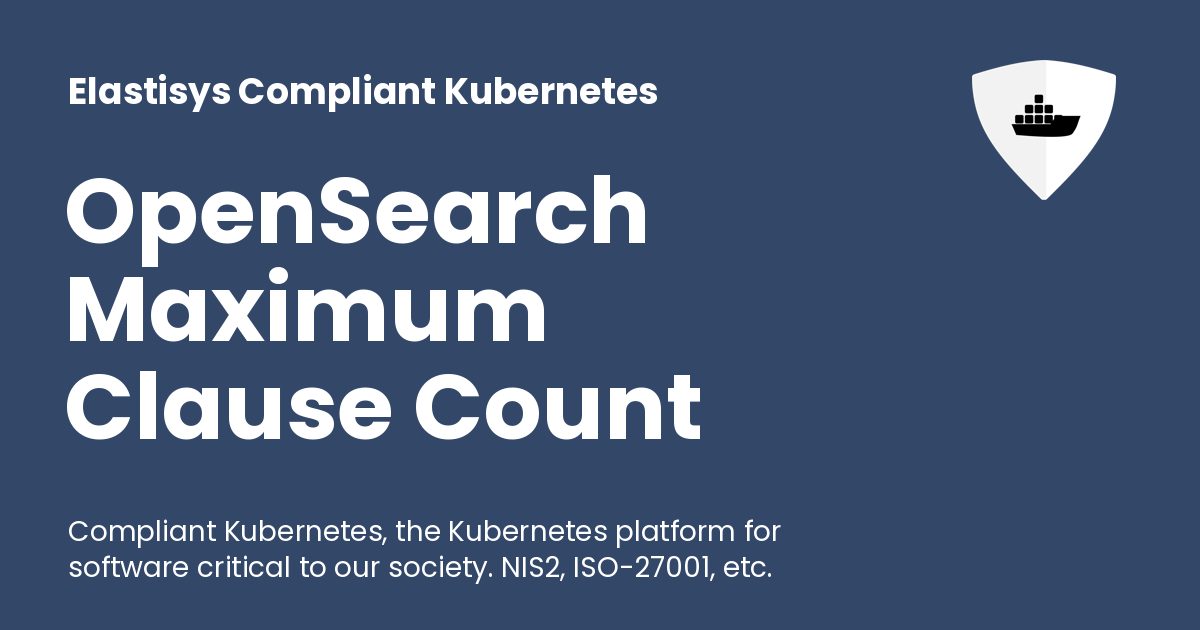 Elastisys Compliant Kubernetes
OpenSearch
Maximum
Clause Count
Compliant Kubernetes, the Kubernetes platform for
software critical to our society. NIS2, ISO-27001, etc.